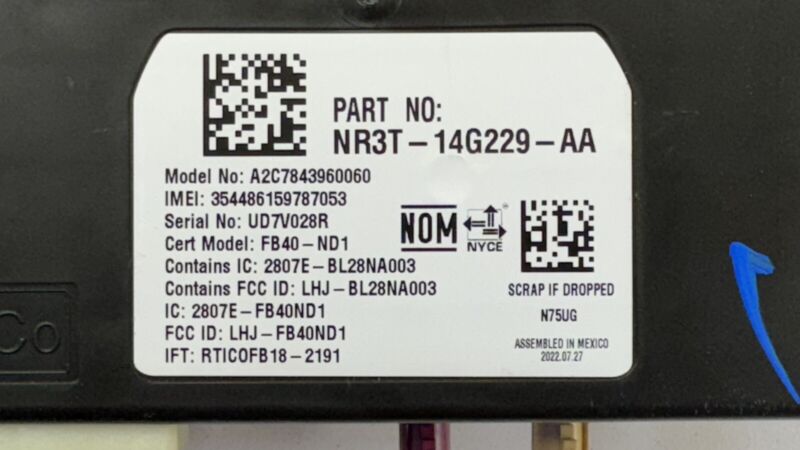 PART NO:
NR3T-14G229-AA
Model No: A2C7843960060
IMEI: 354486159787053
Serial No: UD7V028R
Cert Model: FB40-ND1
Contains IC: 2807E-BL28NA003
Contains FCC ID: LHJ-BL28NA003
IC: 2807E-FB40ND1
FCC ID: LHJ-FB40ND1
IFT: RTICOFB18-2191
NOM
NYCE
SCRAP IF DROPPED
N75UG
ASSEMBLED IN MEXICO
2022.07.27
Co